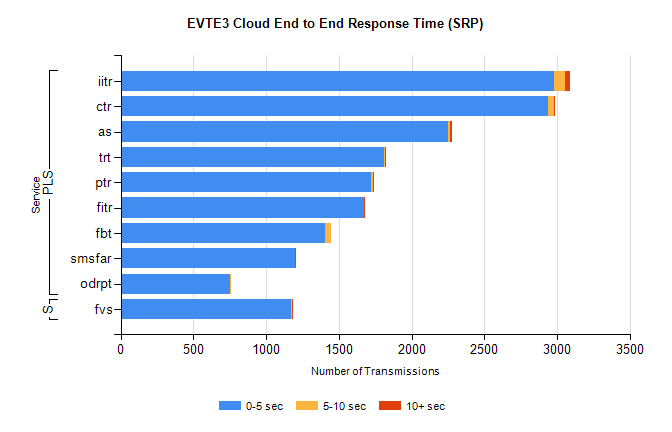 EVTE3 Cloud End to End Response Time (SRP)
Service
PLS
iitr
ctr
as
trt
ptr
fitr
fbt
smsfar
odrpt
fvs
0 500 1000 1500 2000 2500 3000 3500
Number of Transmissions
0-5 sec 5-10 sec 10+ sec